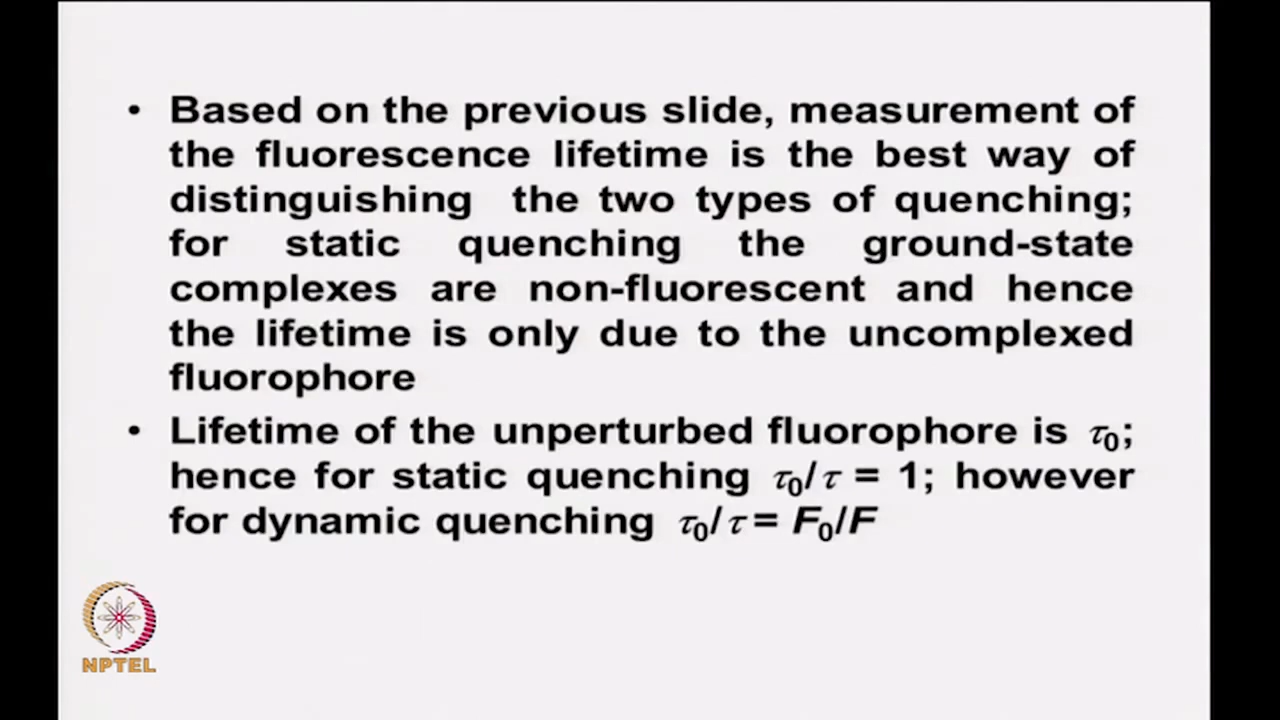 • Based on the previous slide, measurement of
the fluorescence lifetime is the best way of
distinguishing the two types of quenching;
for static quenching the ground-state
complexes are non-fluorescent and hence
the lifetime is only due to the uncomplexed
fluorophore
• Lifetime of the unperturbed fluorophore is τ₀;
hence for static quenching τ₀/τ = 1; however
for dynamic quenching τ₀/τ = F₀/F
NPTEL